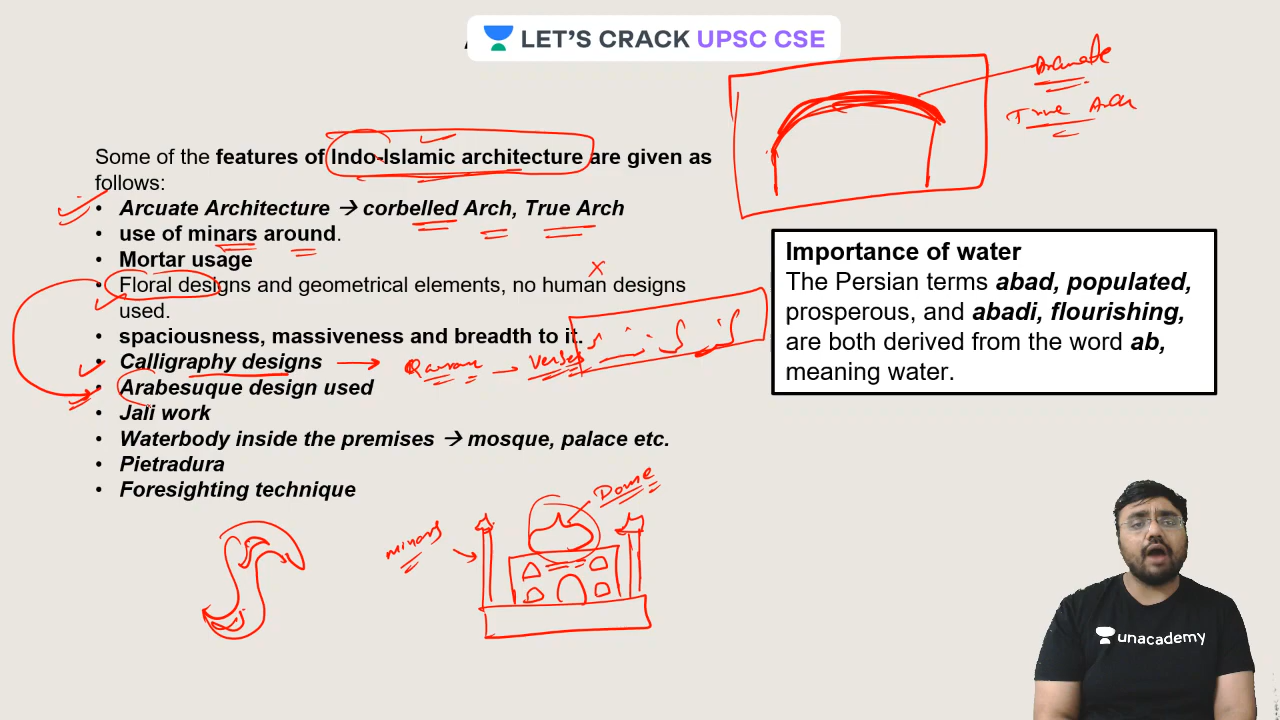 LET'S CRACK UPSC CSE
Arcuate
True Arch
Some of the features of Indo-Islamic architecture are given as
follows:
• Arcuate Architecture → corbelled Arch, True Arch
• use of minars around.
• Mortar usage
• Floral designs and geometrical elements, no human designs
used.
• spaciousness, massiveness and breadth to it.
• Calligraphy designs → Quran → Verses
• Arabesuque design used
• Jali work
• Waterbody inside the premises → mosque, palace etc.
• Pietradura
• Foresighting technique
Importance of water
The Persian terms abad, populated,
prosperous, and abadi, flourishing,
are both derived from the word ab,
meaning water.
Dome
minars
unacademy